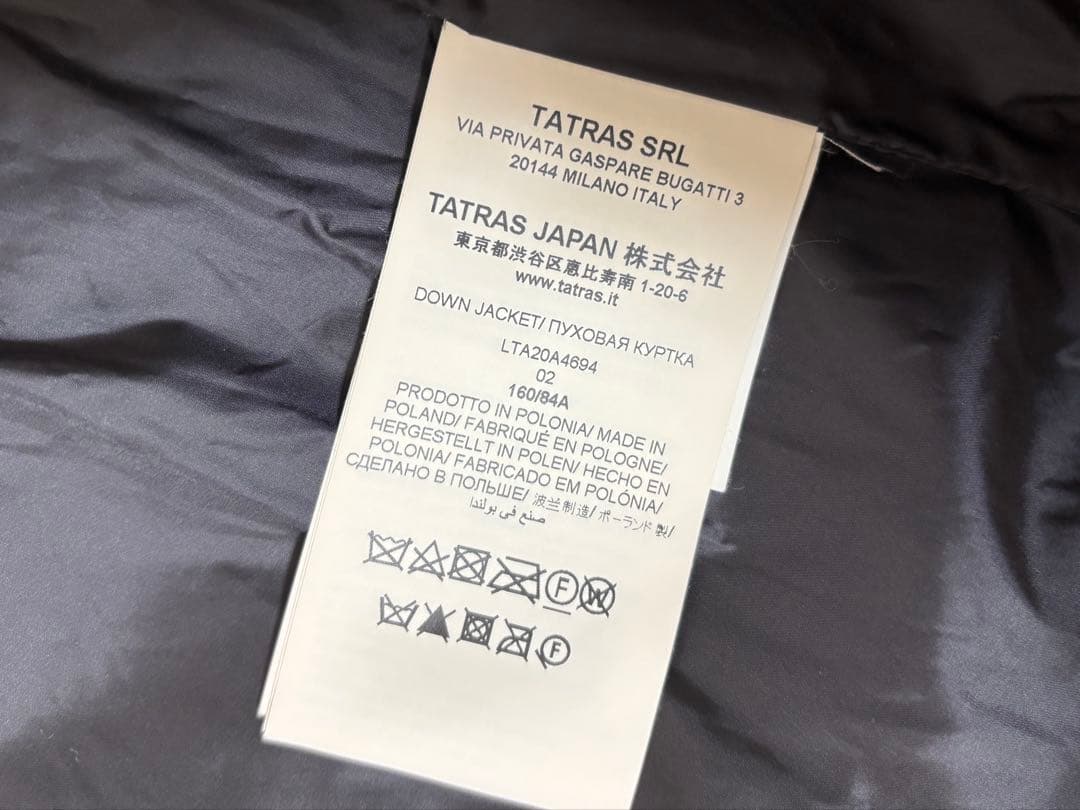 TATRAS SRL
VIA PRIVATA GASPARE BUGATTI 3
20144 MILANO ITALY
TATRAS JAPAN 株式会社
東京都渋谷区恵比寿南 1-20-6
www.tatras.it
DOWN JACKET/ ПУХОВАЯ КУРТКА
LTA20A4694
02
160/84A
PRODOTTO IN POLONIA/ MADE IN
POLAND/ FABRIQUÉ EN POLOGNE/
HERGESTELLT IN POLEN/ HECHO EN
POLONIA/ FABRICADO EM POLÓNIA/
СДЕЛАНО В ПОЛЬШЕ/ 波兰制造/ ポーランド製/
صنع في بولندا
F W
F